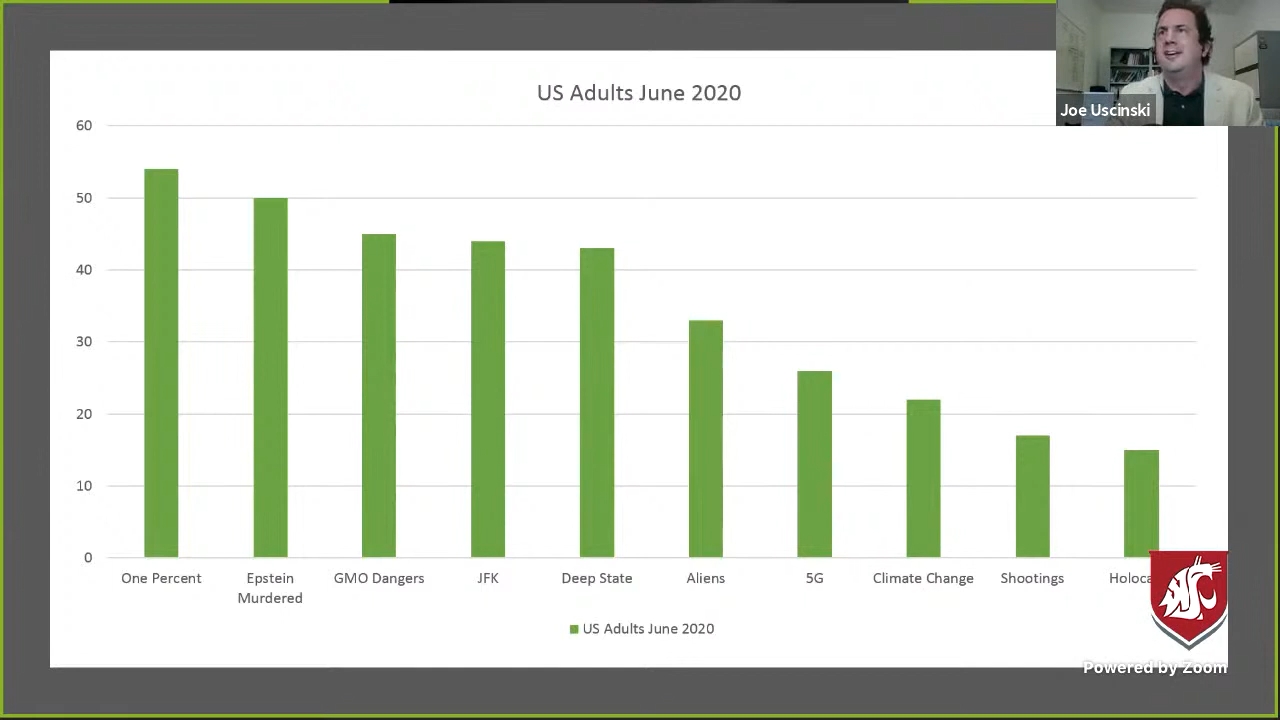 US Adults June 2020
Joe Uscinski
60
50
40
30
20
10
0
One Percent
Epstein
Murdered
GMO Dangers
JFK
Deep State
Aliens
5G
Climate Change
Shootings
US Adults June 2020
Powered by Zoom